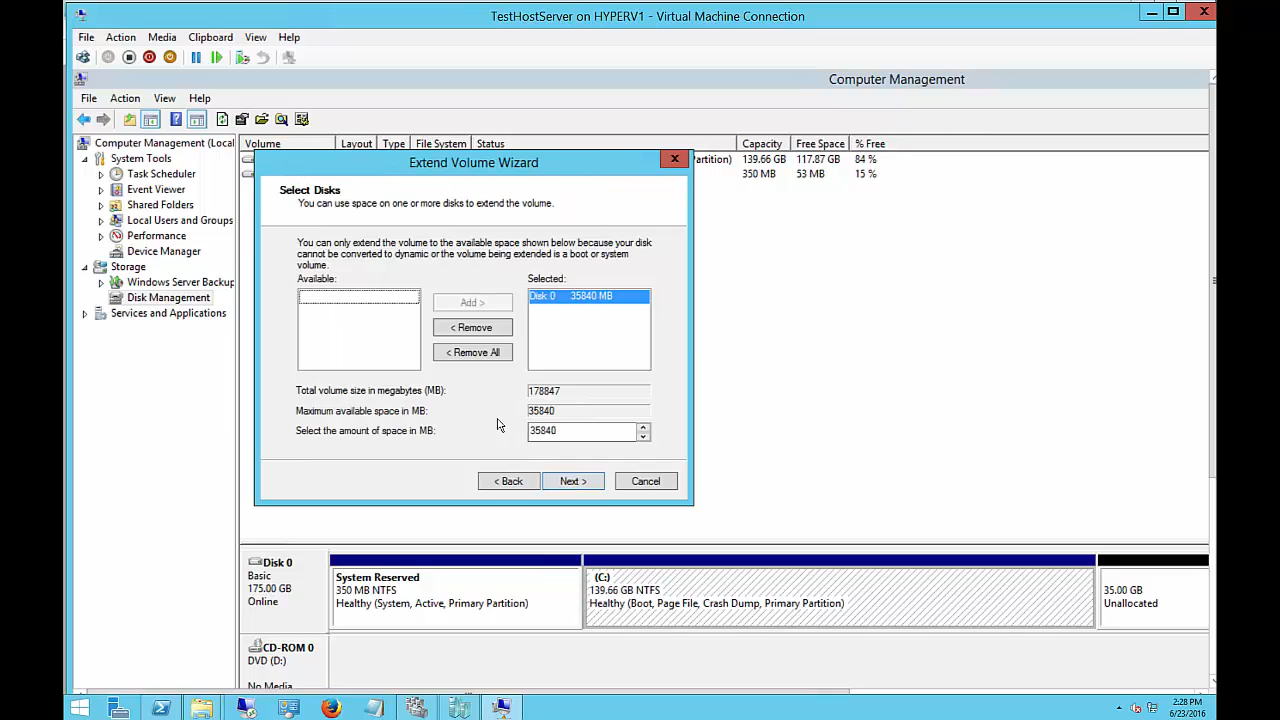 TestHostServer on HYPERV1 - Virtual Machine Connection
File Action Media Clipboard View Help
Computer Management
File Action View Help
Computer Management (Local
System Tools
Task Scheduler
Event Viewer
Shared Folders
Local Users and Groups
Performance
Device Manager
Storage
Windows Server Backup
Disk Management
Services and Applications
Volume Layout Type File System Status Capacity Free Space % Free
Partition) 139.66 GB 117.87 GB 84 %
350 MB 53 MB 15 %
Extend Volume Wizard
Select Disks
You can use space on one or more disks to extend the volume.
You can only extend the volume to the available space shown below because your disk
cannot be converted to dynamic or the volume being extended is a boot or system
volume.
Available: Selected:
Disk 0 35840 MB
Add >
< Remove
< Remove All
Total volume size in megabytes (MB): 178847
Maximum available space in MB: 35840
Select the amount of space in MB: 35840
< Back Next > Cancel
Disk 0
Basic
175.00 GB
Online
System Reserved
350 MB NTFS
Healthy (System, Active, Primary Partition)
(C:)
139.66 GB NTFS
Healthy (Boot, Page File, Crash Dump, Primary Partition)
35.00 GB
Unallocated
CD-ROM 0
DVD (D:)
No Media
2:28 PM
6/23/2016